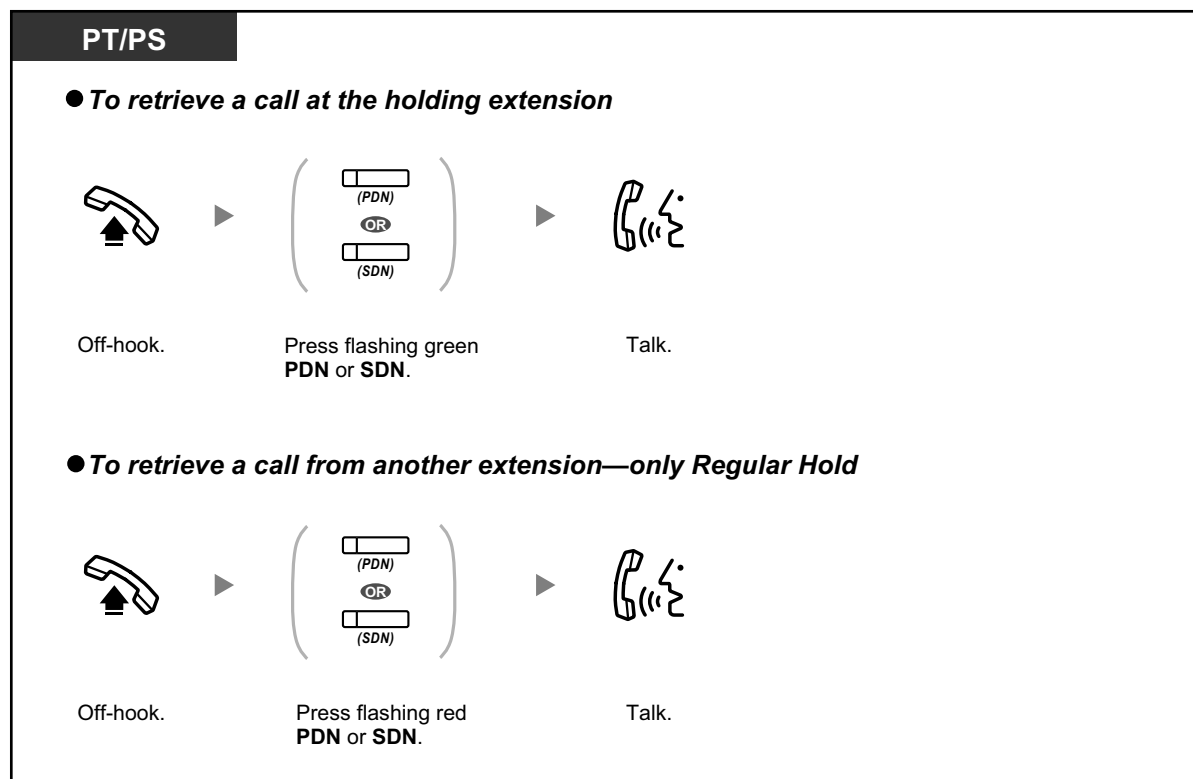 PT/PS
● To retrieve a call at the holding extension
(PDN)
OR
(SDN)
Off-hook.
Press flashing green
PDN or SDN.
Talk.
● To retrieve a call from another extension—only Regular Hold
(PDN)
OR
(SDN)
Off-hook.
Press flashing red
PDN or SDN.
Talk.